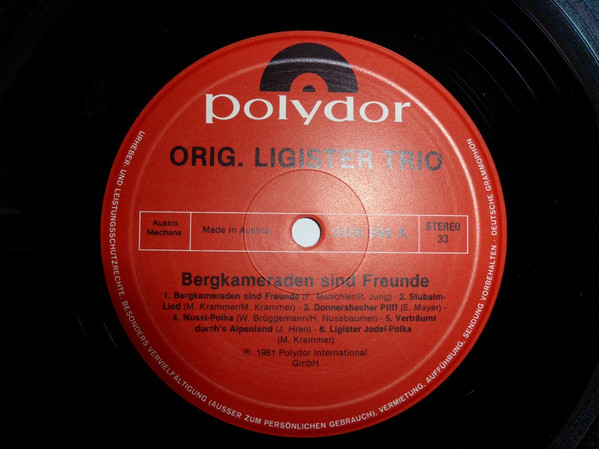 polydor
ORIG. LIGISTER TRIO
Austro
Mechana
Made in Austria
A
STEREO
33
Bergkameraden sind Freunde
1. Bergkameraden sind Freunde (F. Münchler/R. Jung) - 2. Stubalm-
Lied (M. Krammer/M. Krammer) - 3. Donnersbacher Pfiff (E. Mayer) -
4. Nussi-Polka (W. Brüggemann/H. Nussbaumer) - 5. Verträumt
durch's Alpenland (J. Hren) - 6. Ligister Jodel-Polka
(M. Krammer)
℗ 1981 Polydor International
GmbH
URHEBER- UND LEISTUNGSSCHUTZRECHTE, BESONDERS VERVIELFÄLTIGUNG (AUSSER ZUM PERSÖNLICHEN GEBRAUCH), VERMIETUNG, AUFFÜHRUNG, SENDUNG VORBEHALTEN · DEUTSCHE GRAMMOPHON